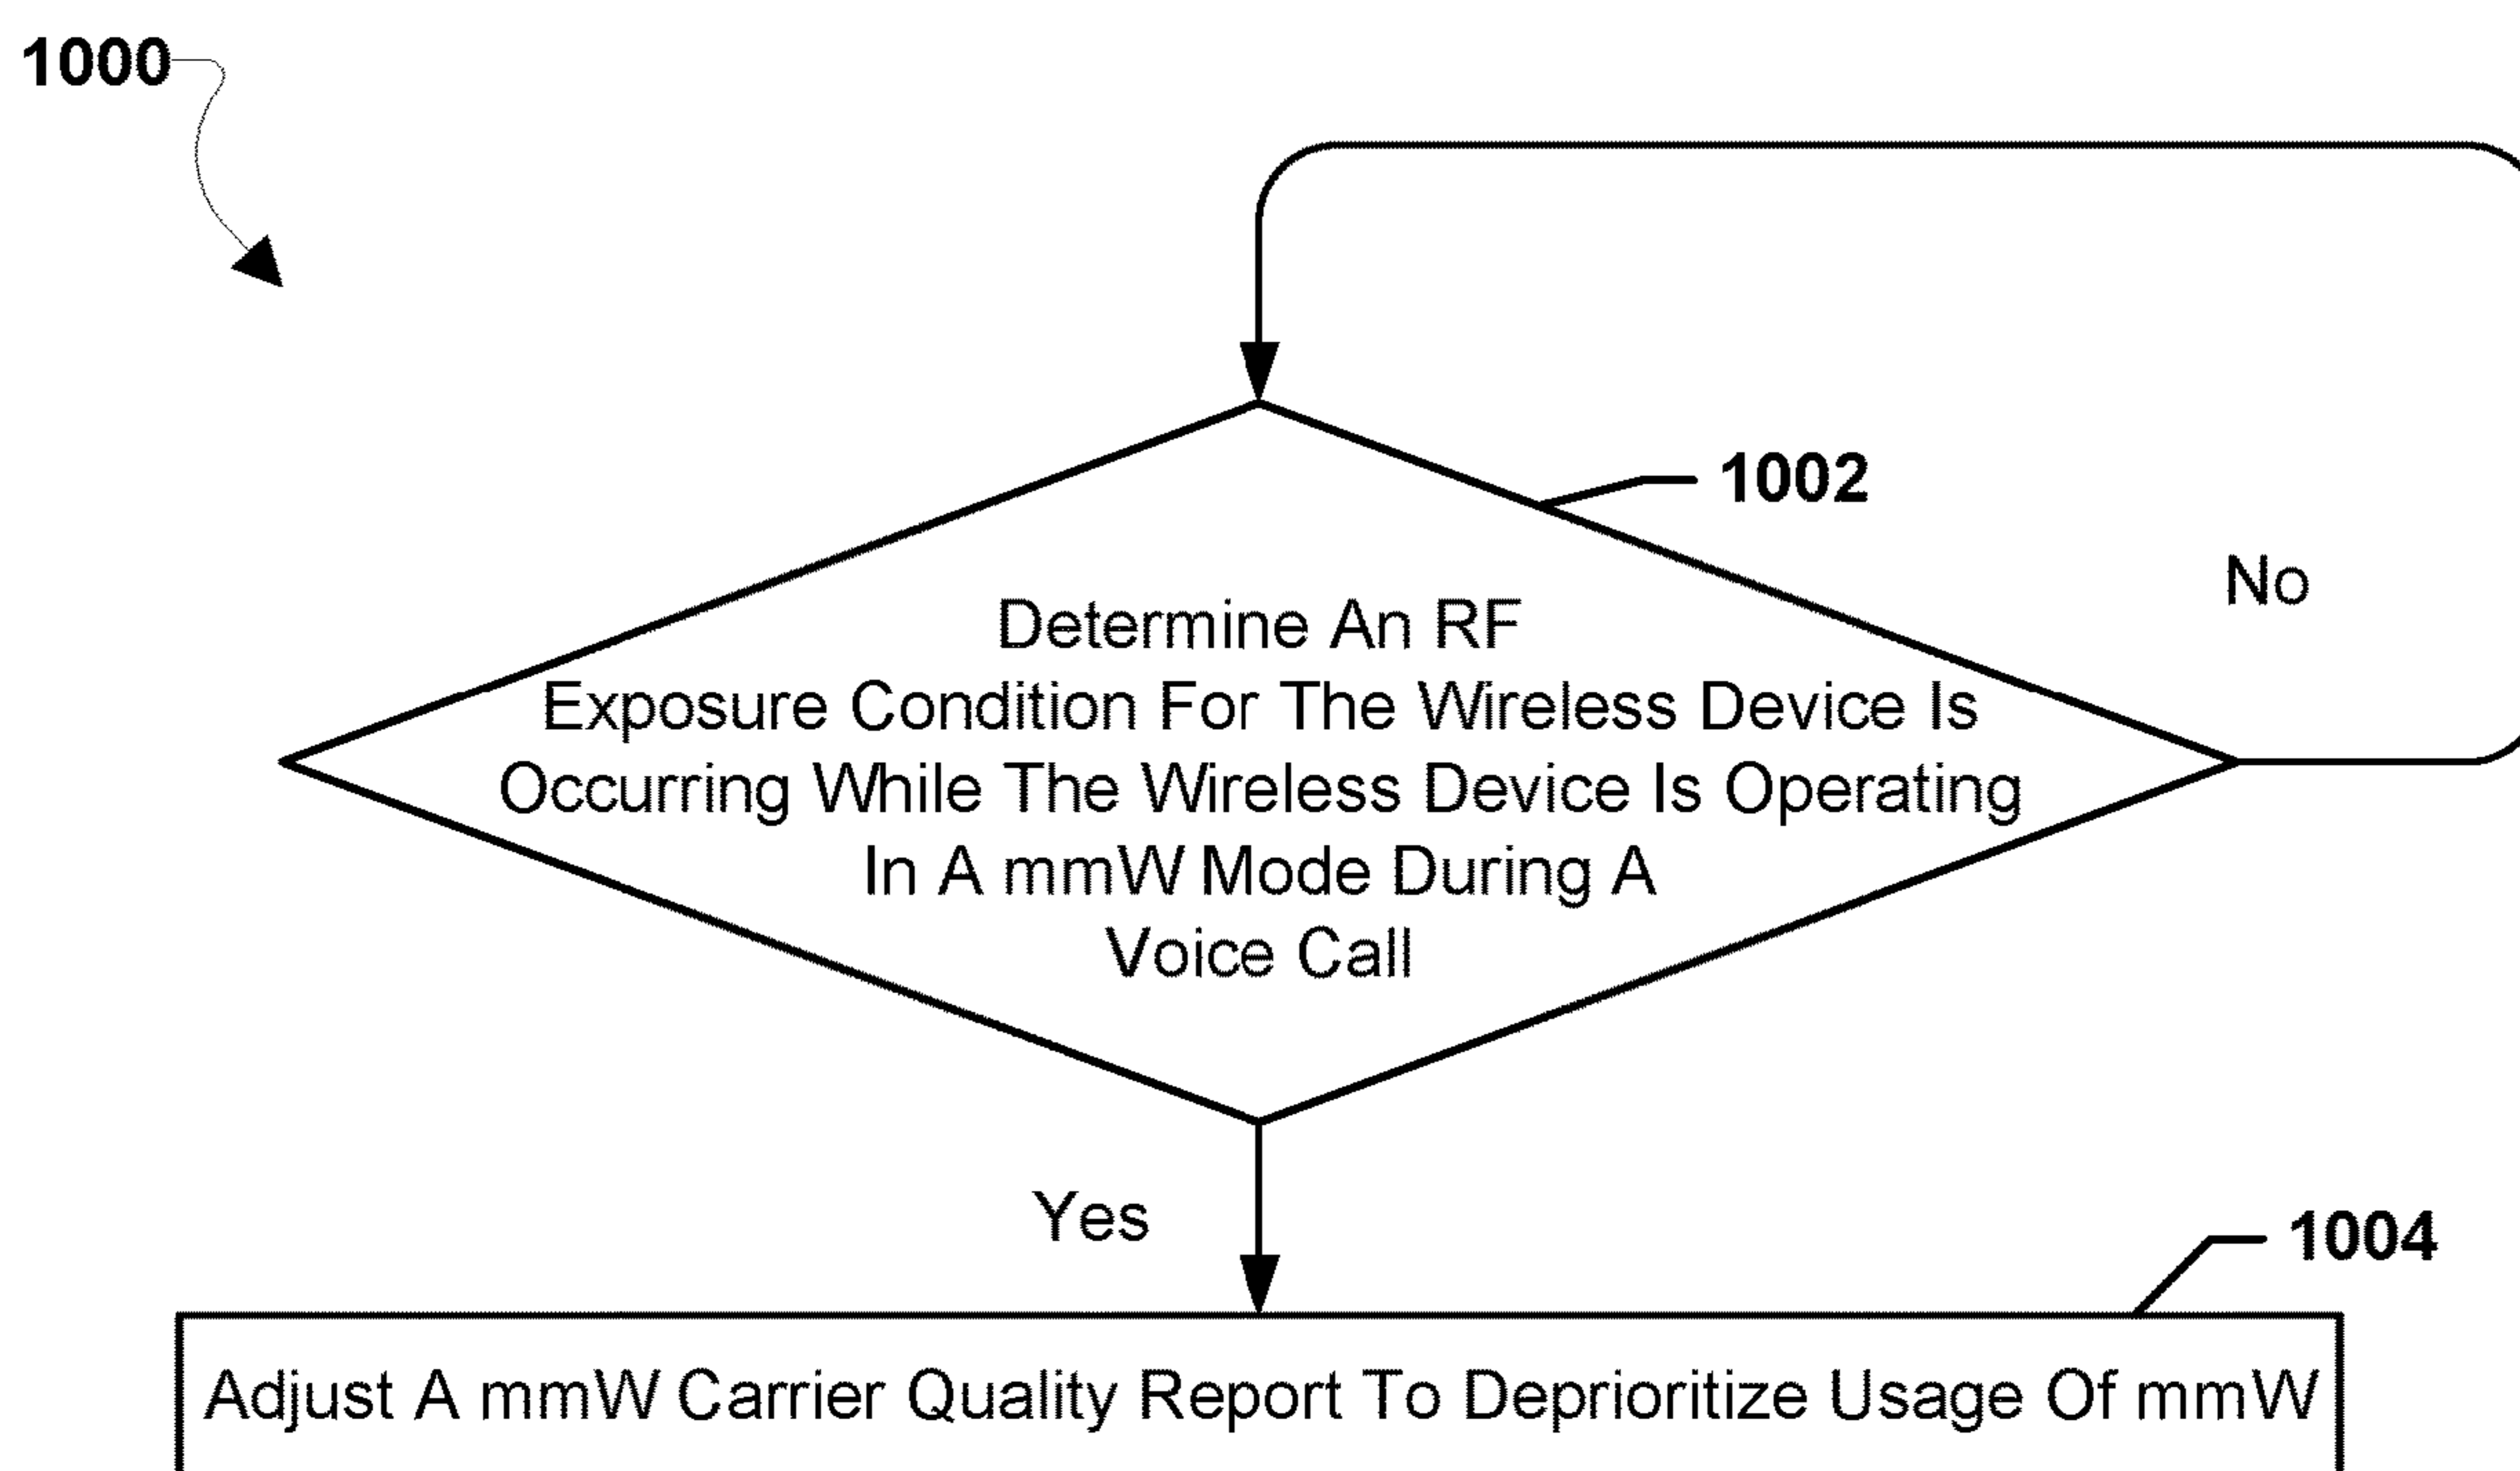 1000
1002
No
Determine An RF
Exposure Condition For The Wireless Device Is
Occurring While The Wireless Device Is Operating
In A mmW Mode During A
Voice Call
Yes
1004
Adjust A mmW Carrier Quality Report To Deprioritize Usage Of mmW